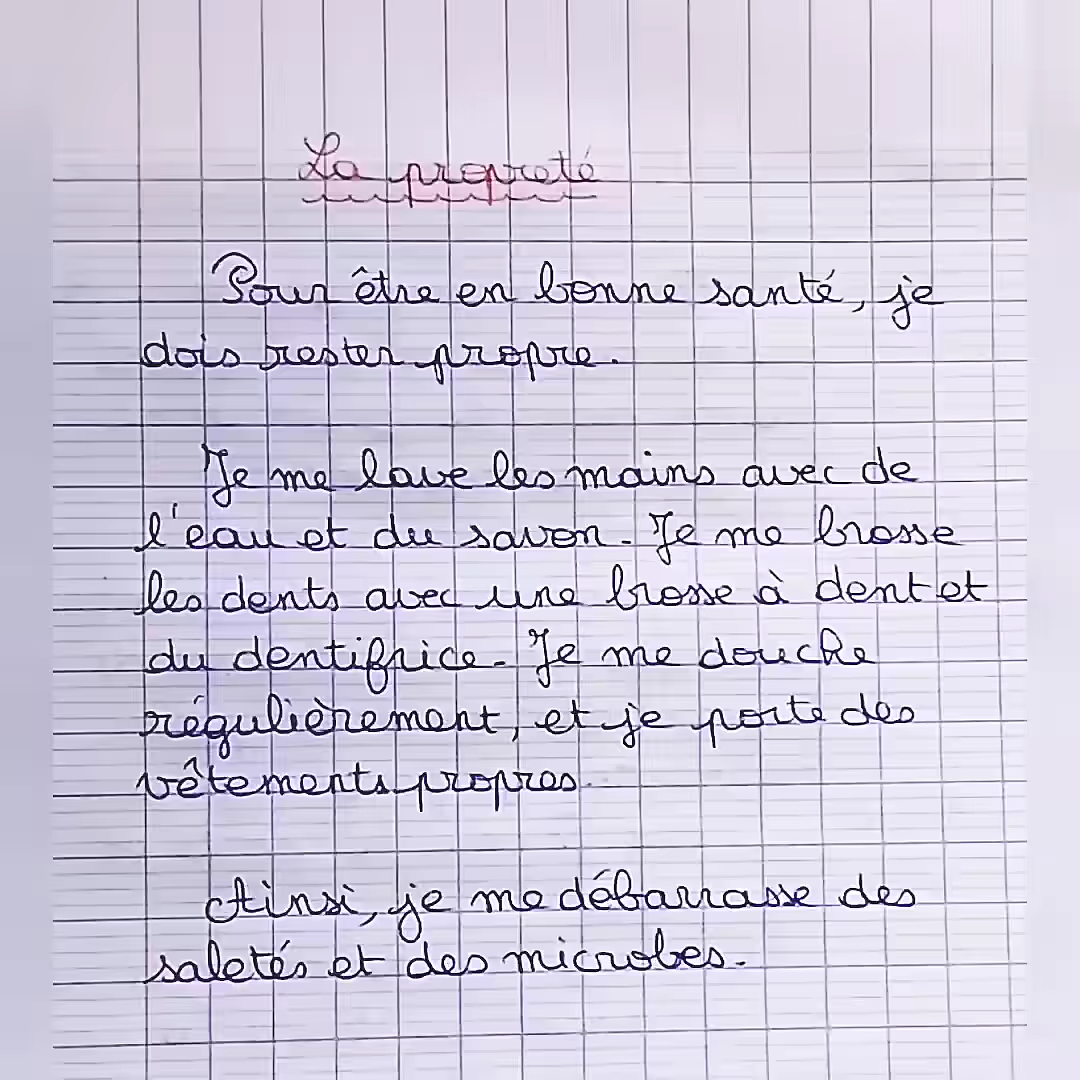 La propreté
Pour être en bonne santé, je
dois rester propre.
Je me lave les mains avec de
l'eau et du savon. Je me brosse
les dents avec une brosse à dent et
du dentifrice. Je me douche
régulièrement, et je porte des
vêtements propres.
Ainsi, je me débarrasse des
saletés et des microbes.